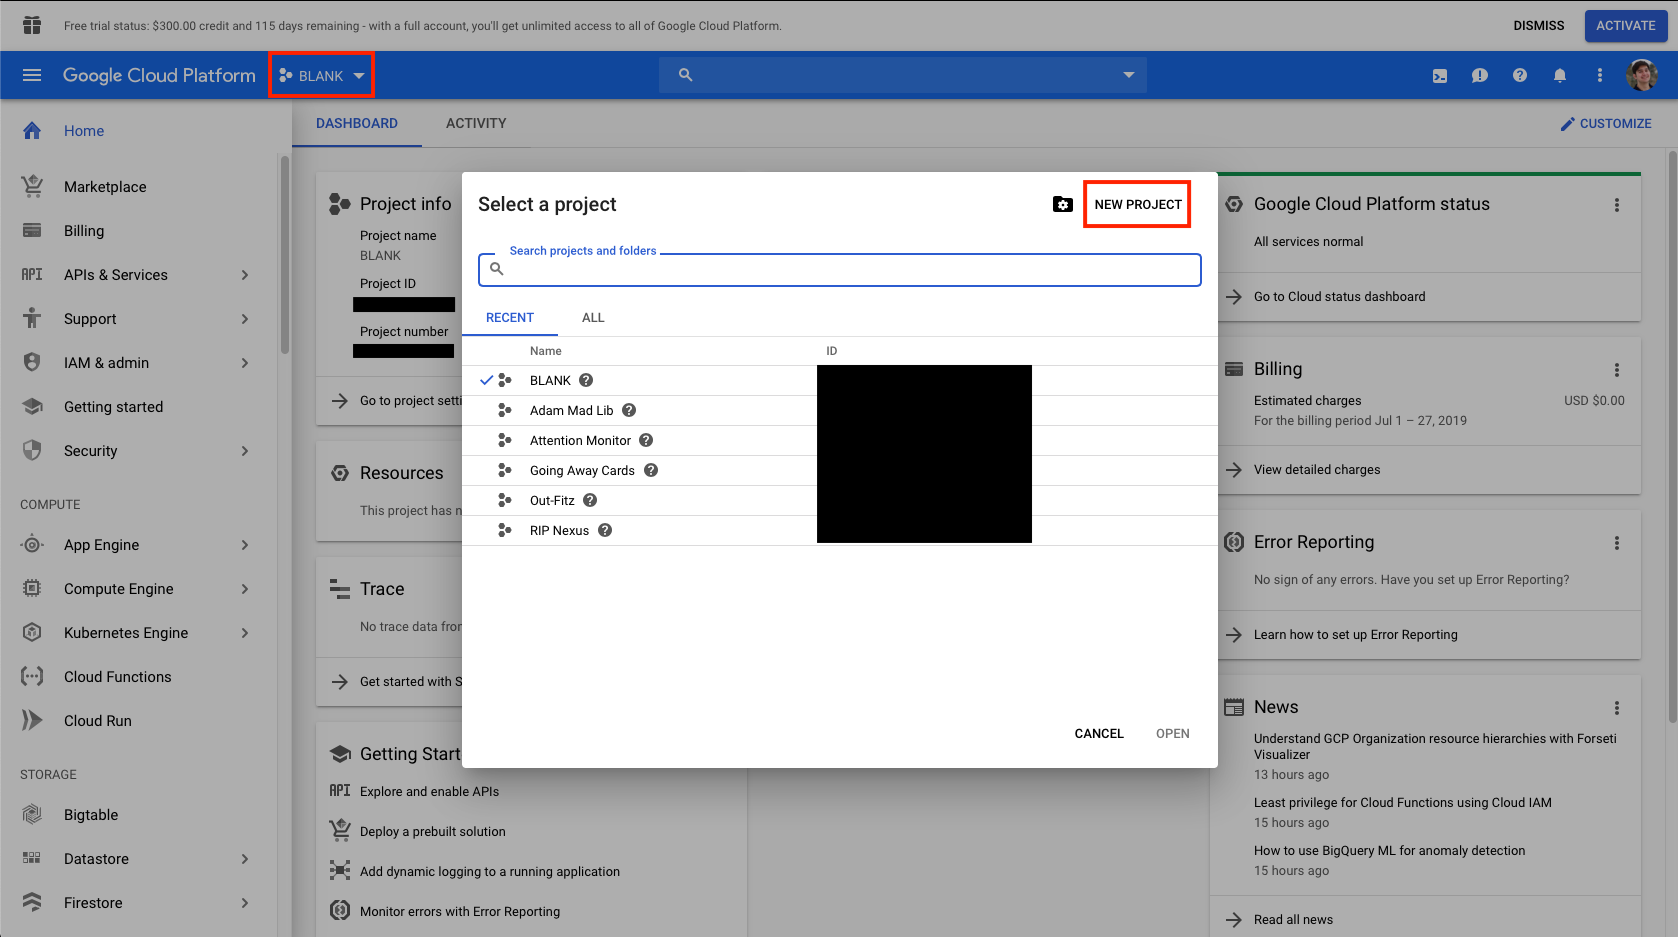 Free trial status: $300.00 credit and 115 days remaining - with a full account, you'll get unlimited access to all of Google Cloud Platform.
DISMISS
ACTIVATE
Google Cloud Platform
BLANK
Home
Marketplace
Billing
API APIs & Services
Support
IAM & admin
Getting started
Security
COMPUTE
App Engine
Compute Engine
Kubernetes Engine
Cloud Functions
Cloud Run
STORAGE
Bigtable
Datastore
Firestore
DASHBOARD
ACTIVITY
CUSTOMIZE
Project info
Project name
BLANK
Project ID
Project number
Go to project setti
Resources
This project has n
Trace
No trace data from
Get started with S
Getting Start
API Explore and enable APIs
Deploy a prebuilt solution
Add dynamic logging to a running application
Monitor errors with Error Reporting
Select a project
NEW PROJECT
Search projects and folders
RECENT
ALL
Name
ID
BLANK
Adam Mad Lib
Attention Monitor
Going Away Cards
Out-Fitz
RIP Nexus
CANCEL
OPEN
Google Cloud Platform status
All services normal
Go to Cloud status dashboard
Billing
Estimated charges
USD $0.00
For the billing period Jul 1 – 27, 2019
View detailed charges
Error Reporting
No sign of any errors. Have you set up Error Reporting?
Learn how to set up Error Reporting
News
Understand GCP Organization resource hierarchies with Forseti
Visualizer
13 hours ago
Least privilege for Cloud Functions using Cloud IAM
15 hours ago
How to use BigQuery ML for anomaly detection
15 hours ago
Read all news